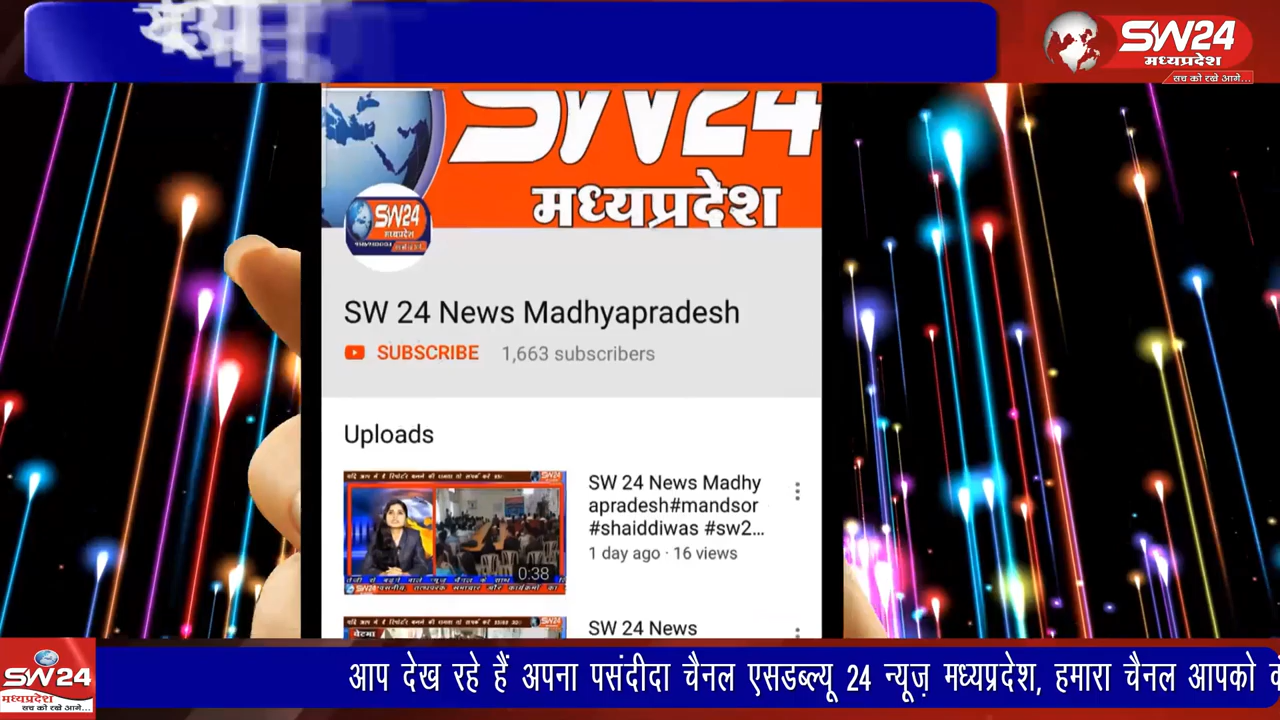 SW24
मध्यप्रदेश
सच को रखे आगे...
SW24
मध्यप्रदेश
SW24
SW 24 News Madhyapradesh
SUBSCRIBE 1,663 subscribers
Uploads
SW 24 News Madhy
apradesh#mandsor
#shaiddiwas #sw2...
1 day ago · 16 views
0:38
SW24
SW 24 News
SW24
मध्यप्रदेश
सच को रखे आगे...
आप देख रहे हैं अपना पसंदीदा चैनल एसडब्ल्यू 24 न्यूज़ मध्यप्रदेश, हमारा चैनल आपको